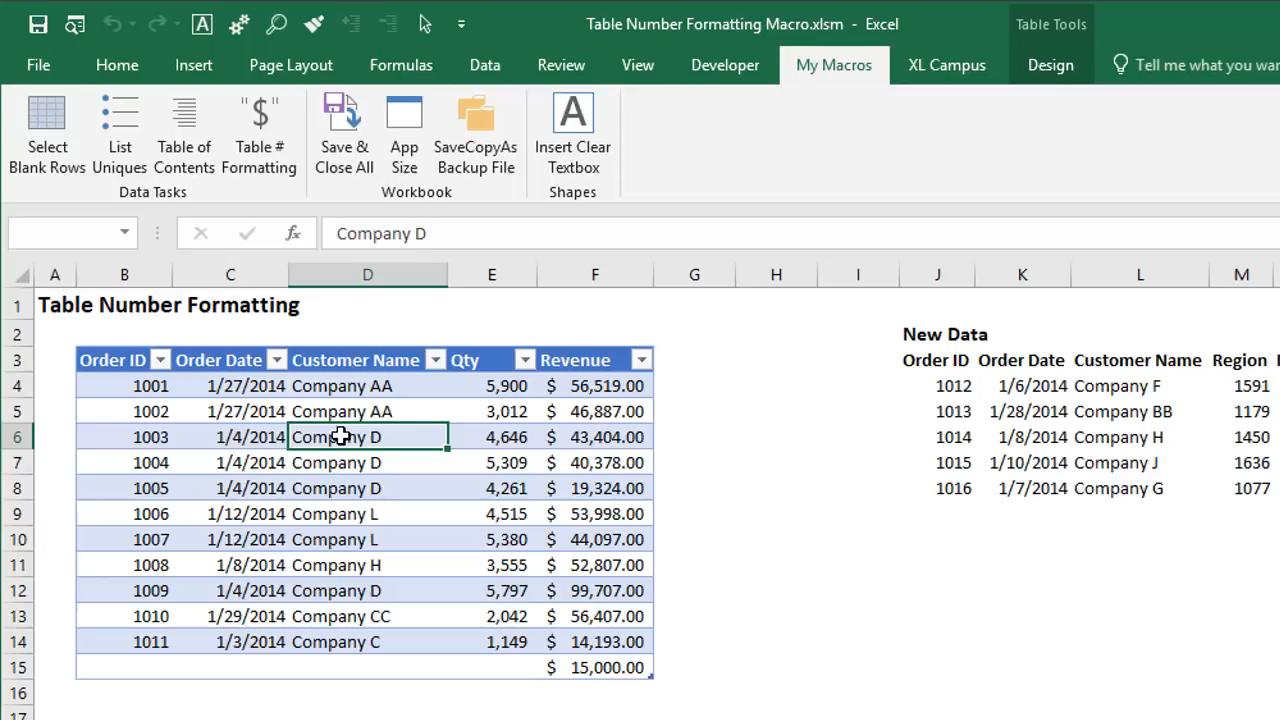 Table Number Formatting Macro.xlsm - Excel
Table Tools
File Home Insert Page Layout Formulas Data Review View Developer My Macros XL Campus Design Tell me what you
A
"$"
A
Select Blank Rows
List Uniques
Table of Contents
Table # Formatting
Save & Close All
App Size
SaveCopyAs Backup File
Insert Clear Textbox
Data Tasks Workbook Shapes
fx Company D
A B C D E F G H I J K L M
1 Table Number Formatting
2 New Data
3 Order ID Order Date Customer Name Qty Revenue Order ID Order Date Customer Name Region
4 1001 1/27/2014 Company AA 5,900 $ 56,519.00 1012 1/6/2014 Company F 1591
5 1002 1/27/2014 Company AA 3,012 $ 46,887.00 1013 1/28/2014 Company BB 1179
6 1003 1/4/2014 Company D 4,646 $ 43,404.00 1014 1/8/2014 Company H 1450
7 1004 1/4/2014 Company D 5,309 $ 40,378.00 1015 1/10/2014 Company J 1636
8 1005 1/4/2014 Company D 4,261 $ 19,324.00 1016 1/7/2014 Company G 1077
9 1006 1/12/2014 Company L 4,515 $ 53,998.00
10 1007 1/12/2014 Company L 5,380 $ 44,097.00
11 1008 1/8/2014 Company H 3,555 $ 52,807.00
12 1009 1/4/2014 Company D 5,797 $ 99,707.00
13 1010 1/29/2014 Company CC 2,042 $ 56,407.00
14 1011 1/3/2014 Company C 1,149 $ 14,193.00
15 $ 15,000.00
16
17